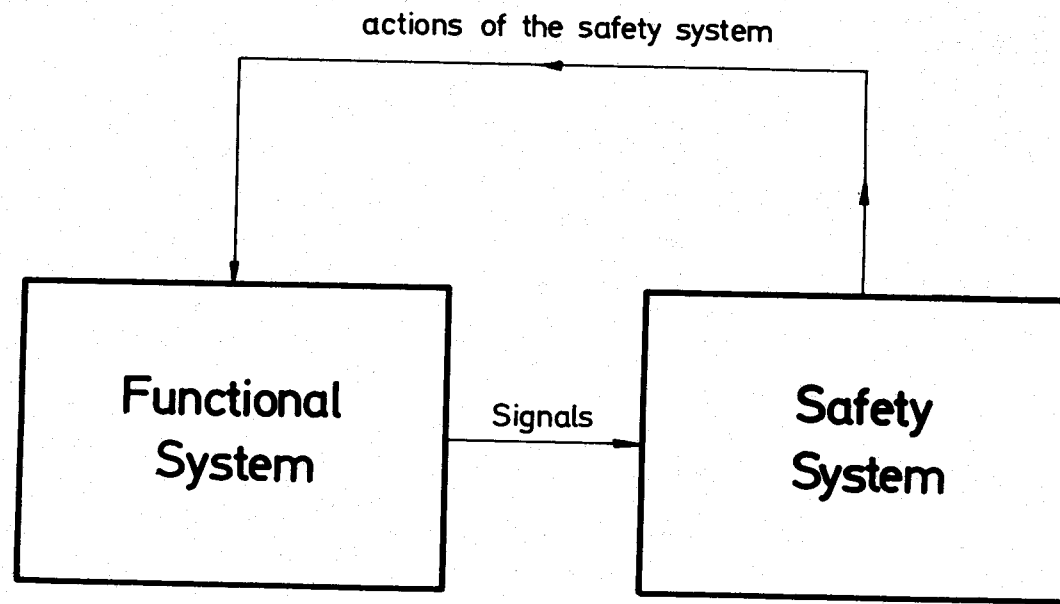 actions of the safety system
Functional
System
Signals
Safety
System